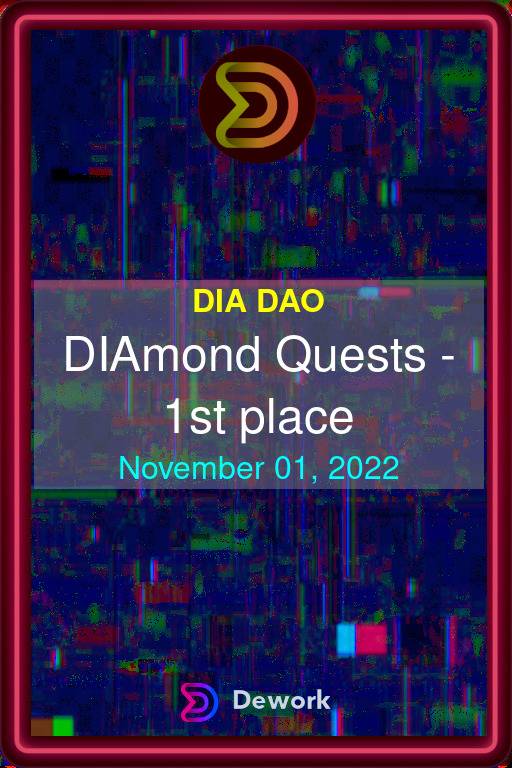 DIA DAO
DIAmond Quests -
1st place
November 01, 2022
Dework